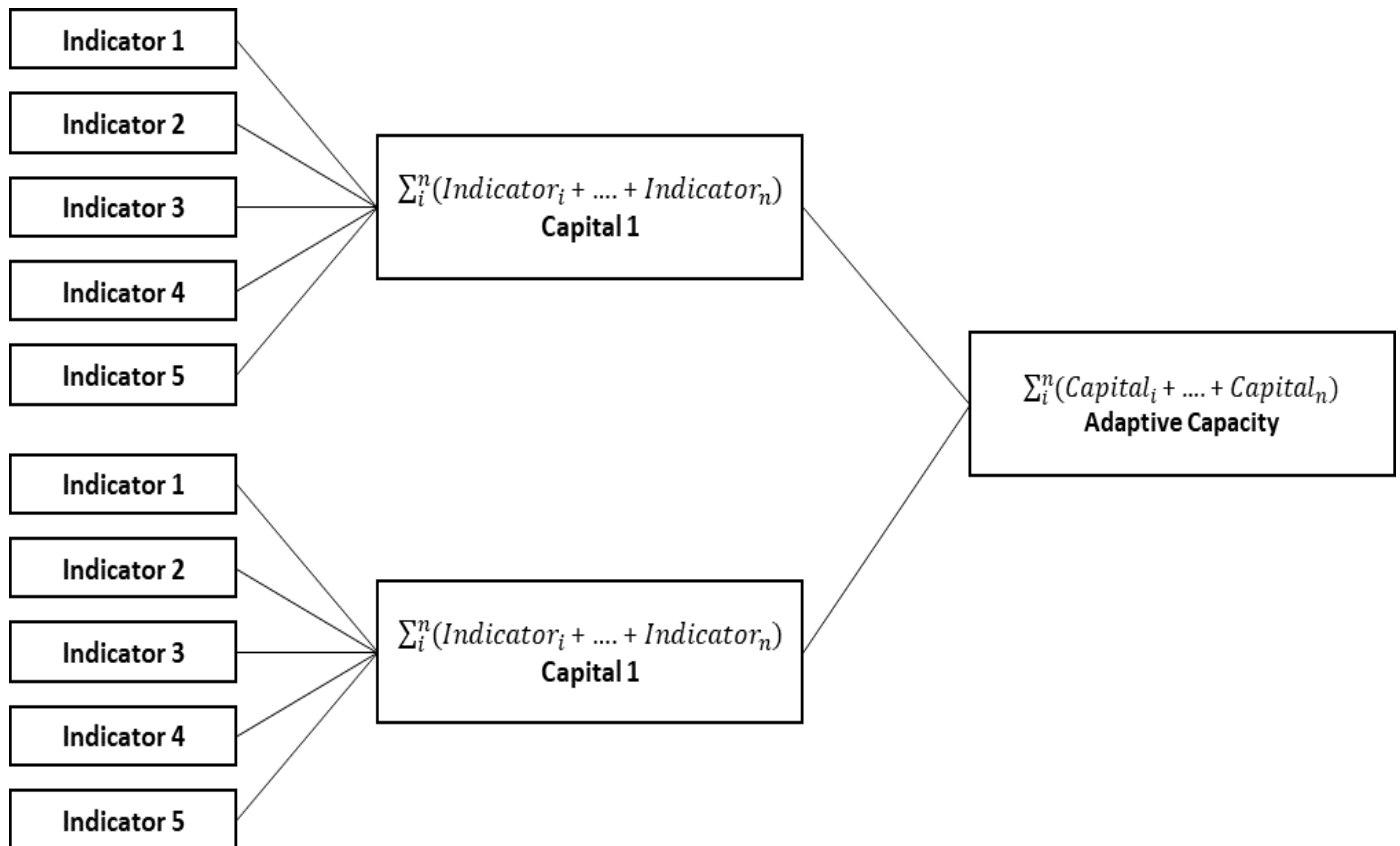 Indicator 1
Indicator 2
Indicator 3
Indicator 4
Indicator 5
∑ᵢⁿ(Indicatorᵢ + .... + Indicatorₙ)
Capital 1
Indicator 1
Indicator 2
Indicator 3
Indicator 4
Indicator 5
∑ᵢⁿ(Indicatorᵢ + .... + Indicatorₙ)
Capital 1
∑ᵢⁿ(Capitalᵢ + .... + Capitalₙ)
Adaptive Capacity